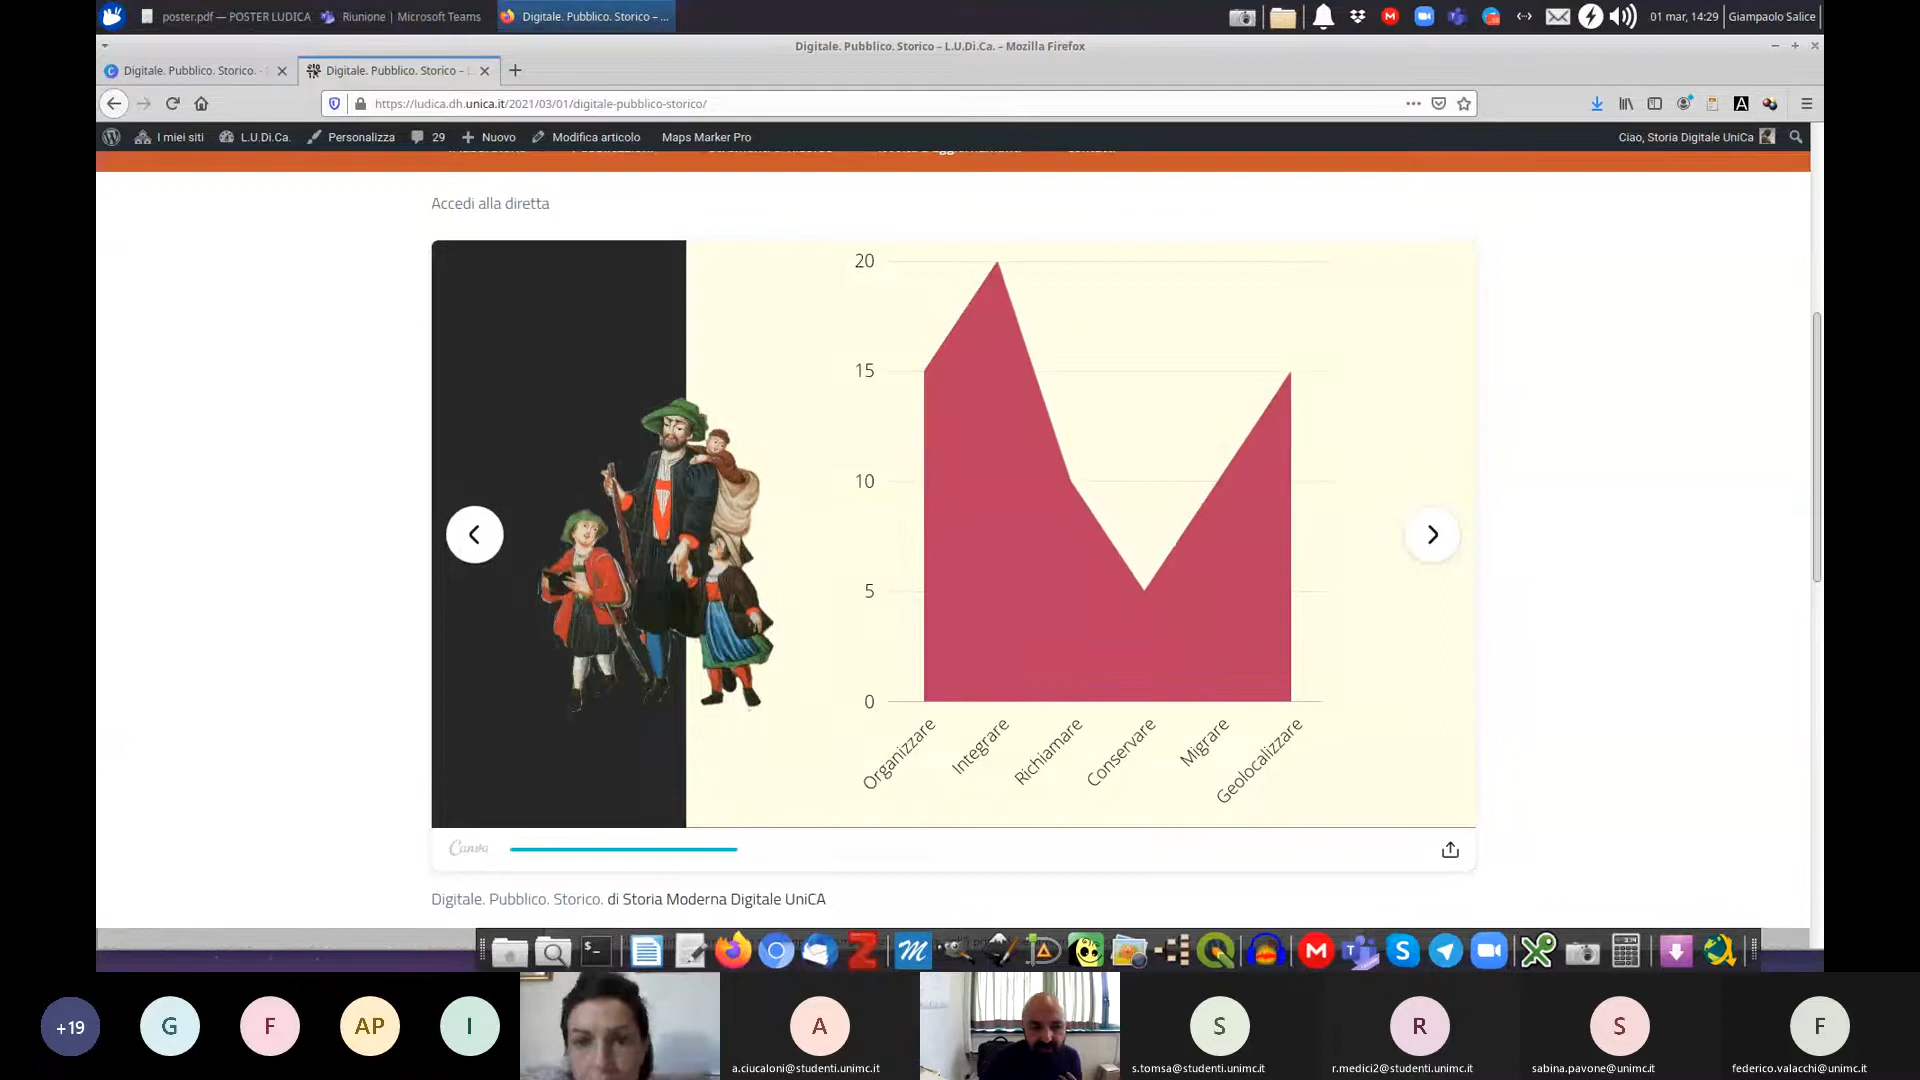 poster.pdf — POSTER LUDICA
Riunione | Microsoft Teams
Digitale. Pubblico. Storico – ...
01 mar, 14:29
Giampaolo Salice
Digitale. Pubblico. Storico – L.U.Di.Ca. – Mozilla Firefox
Digitale. Pubblico. Storico. -
Digitale. Pubblico. Storico –
https://ludica.dh.unica.it/2021/03/01/digitale-pubblico-storico/
I miei siti
L.U.Di.Ca.
Personalizza
29
Nuovo
Modifica articolo
Maps Marker Pro
Ciao, Storia Digitale UniCa
Accedi alla diretta
20
15
10
5
0
Organizzare
Integrare
Richiamare
Conservare
Migrare
Geolocalizzare
Canva
Digitale. Pubblico. Storico. di Storia Moderna Digitale UniCA
+19
G
F
AP
I
A
S
R
S
F
a.ciucaloni@studenti.unimc.it
s.tomsa@studenti.unimc.it
r.medici2@studenti.unimc.it
sabina.pavone@unimc.it
federico.valacchi@unimc.it